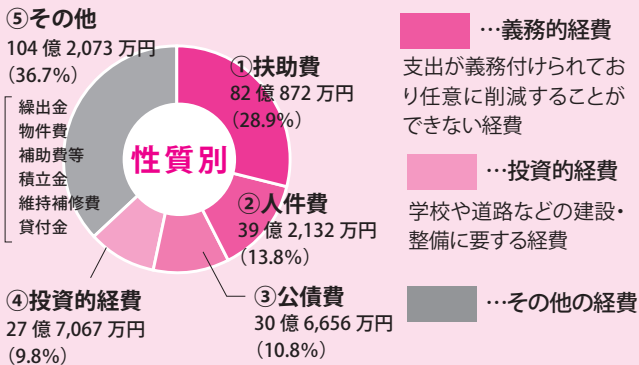 ⑤その他
104 億 2,073 万円
（36.7%）
繰出金
物件費
補助費等
積立金
維持補修費
貸付金
性質別
①扶助費
82 億 872 万円
（28.9%）
②人件費
39 億 2,132 万円
（13.8%）
③公債費
30 億 6,656 万円
（10.8%）
④投資的経費
27 億 7,067 万円
（9.8%）
…義務的経費
支出が義務付けられてお
り任意に削減することが
できない経費
…投資的経費
学校や道路などの建設・
整備に要する経費
…その他の経費